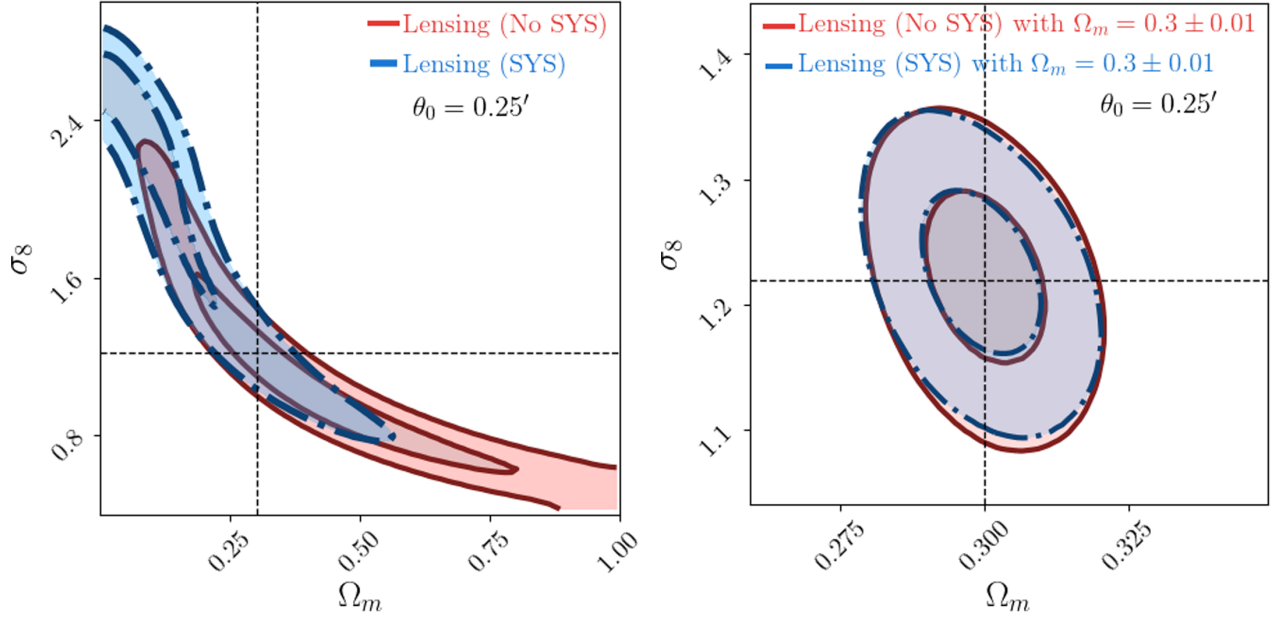 Lensing (No SYS)
Lensing (SYS)
θ₀ = 0.25′
2.4
1.6
0.8
σ₈
0.25
0.50
0.75
1.00
Ωₘ
Lensing (No SYS) with Ωₘ = 0.3 ± 0.01
Lensing (SYS) with Ωₘ = 0.3 ± 0.01
θ₀ = 0.25′
1.4
1.3
1.2
1.1
σ₈
0.275
0.300
0.325
Ωₘ